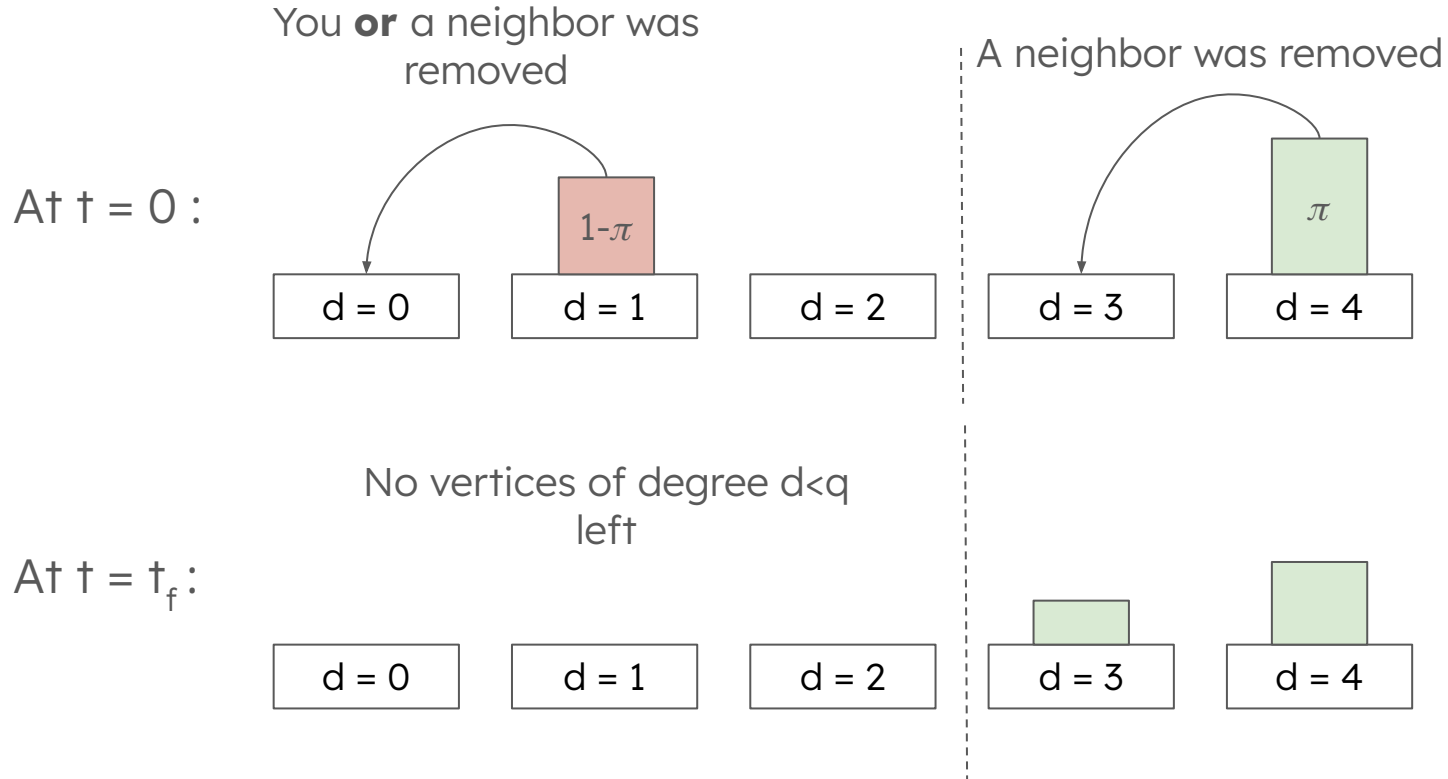 You or a neighbor was
removed
A neighbor was removed
At t = 0 :
1-π
π
d = 0
d = 1
d = 2
d = 3
d = 4
No vertices of degree d<q
left
At t = t_f :
d = 0
d = 1
d = 2
d = 3
d = 4